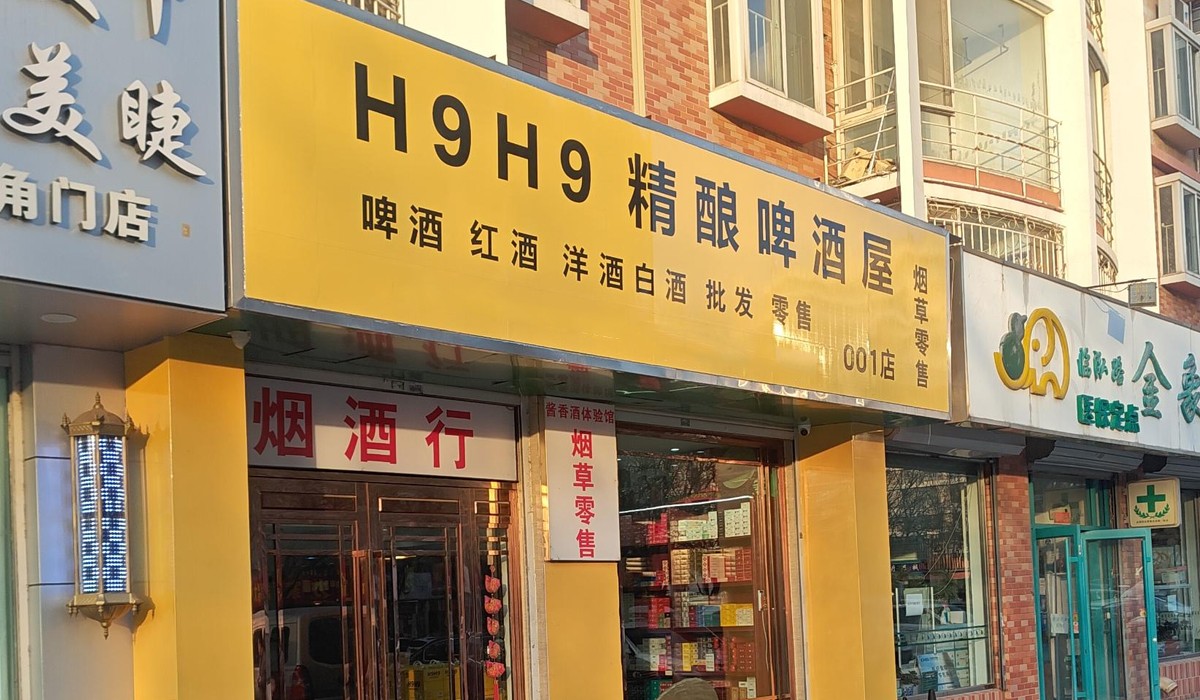 美睫
角门店
H9H9 精酿啤酒屋
啤酒 红酒 洋酒白酒 批发 零售
001店
烟草零售
烟酒行
酱香酒体验馆
烟草零售
金
医保定点